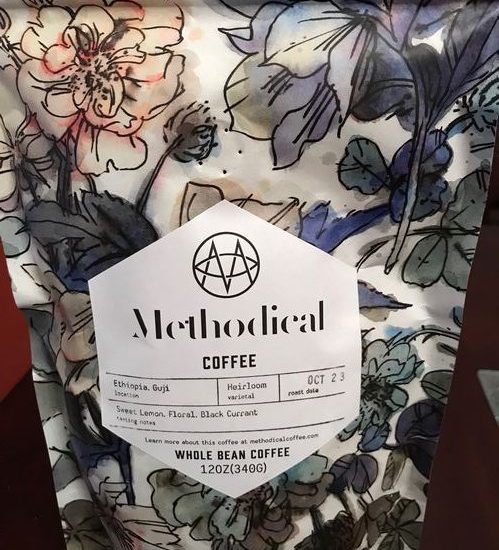 Methodical
COFFEE
Ethiopia, Guji
location
Heirloom
varietal
OCT 23
roast date
Sweet Lemon, Floral, Black Currant
tasting notes
Learn more about this coffee at methodicalcoffee.com
WHOLE BEAN COFFEE
12OZ(340G)